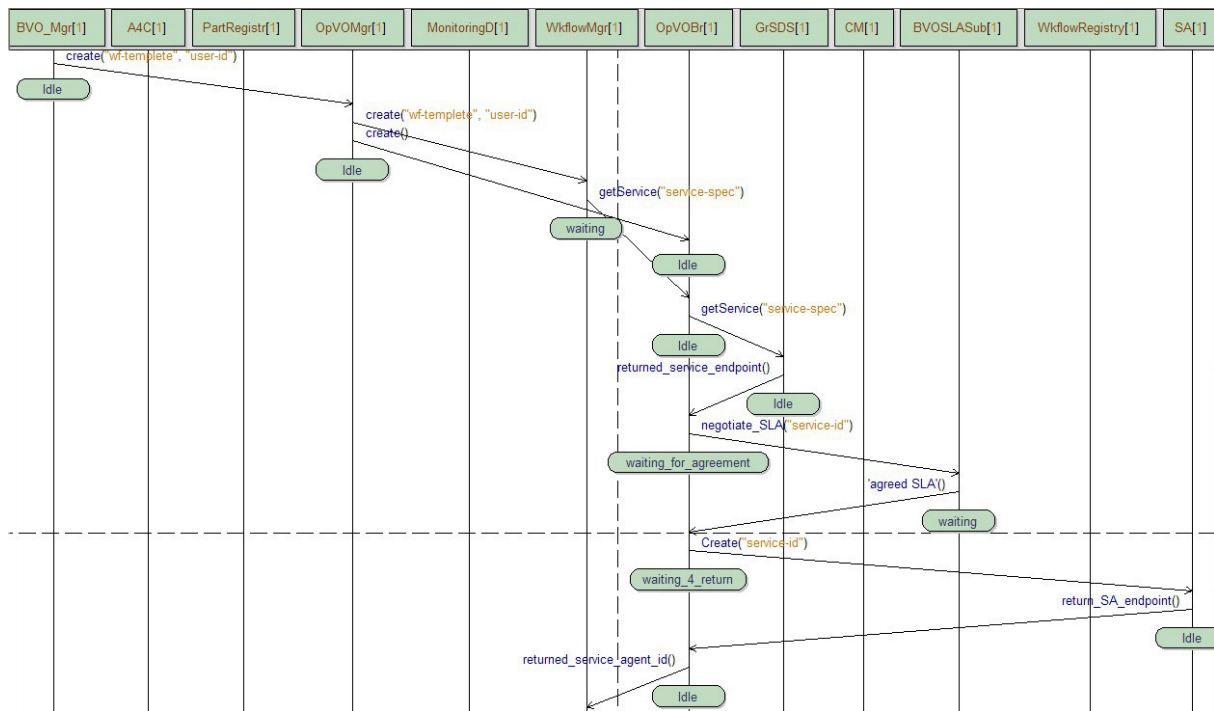 BVO_Mgr[1] A4C[1] PartRegistr[1] OpVOMgr[1] MonitoringD[1] WkflowMgr[1] OpVOBr[1] GrSDS[1] CM[1] BVOSLASub[1] WkflowRegistry[1] SA[1]
create("wf-templete", "user-id")
Idle
create("wf-templete", "user-id")
create()
Idle
getService("service-spec")
waiting
Idle
getService("service-spec")
Idle
returned_service_endpoint()
Idle
negotiate_SLA("service-id")
waiting_for_agreement
'agreed SLA'()
waiting
Create("service-id")
waiting_4_return
return_SA_endpoint()
Idle
returned_service_agent_id()
Idle